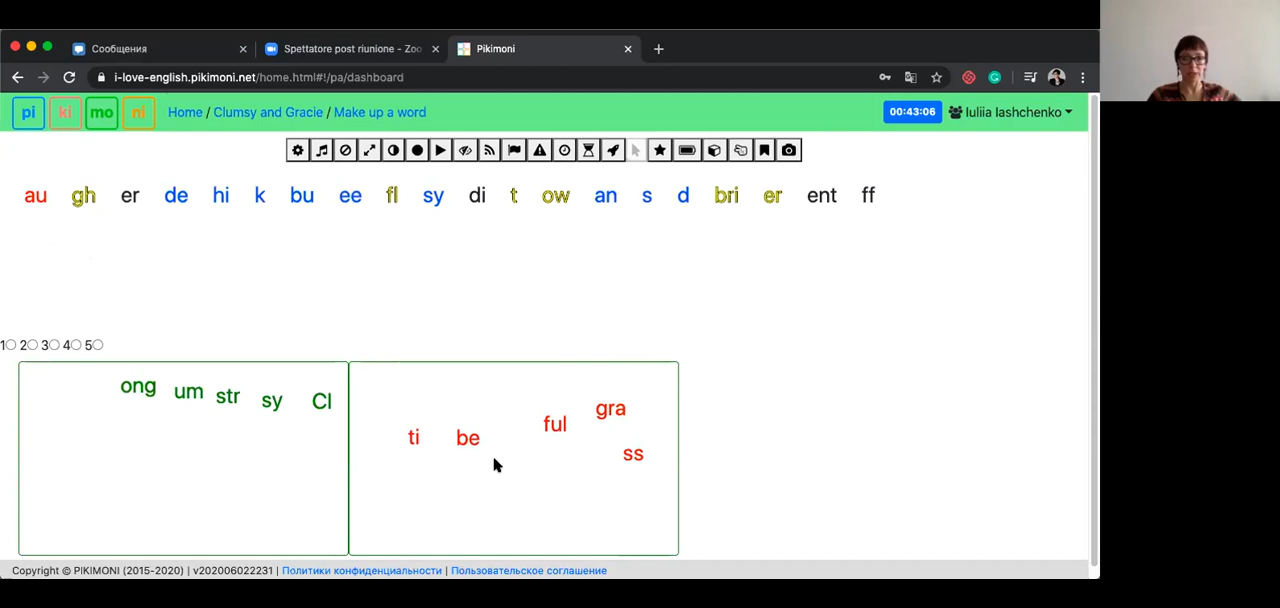 Сообщения
Spettatore post riunione - Zoo
Pikimoni
i-love-english.pikimoni.net/home.html#!/pa/dashboard
pi ki mo ni Home / Clumsy and Gracie / Make up a word 00:43:06 Iuliia Iashchenko
au gh er de hi k bu ee fl sy di t ow an s d bri er ent ff
1 2 3 4 5
ong um str sy Cl
ti be ful gra ss
Copyright © PIKIMONI (2015-2020) | v202006022231 | Политики конфиденциальности | Пользовательское соглашение